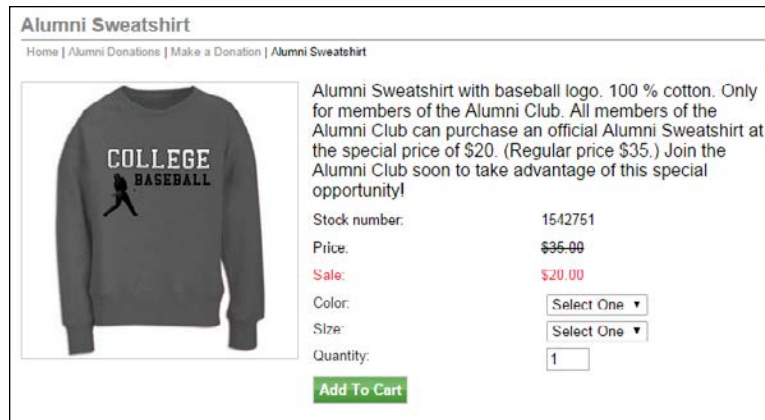 Alumni Sweatshirt
Home | Alumni Donations | Make a Donation | Alumni Sweatshirt
COLLEGE
BASEBALL
Alumni Sweatshirt with baseball logo. 100 % cotton. Only
for members of the Alumni Club. All members of the
Alumni Club can purchase an official Alumni Sweatshirt at
the special price of $20. (Regular price $35.) Join the
Alumni Club soon to take advantage of this special
opportunity!
Stock number: 1542751
Price: $35.00
Sale: $20.00
Color: Select One
Size: Select One
Quantity: 1
Add To Cart